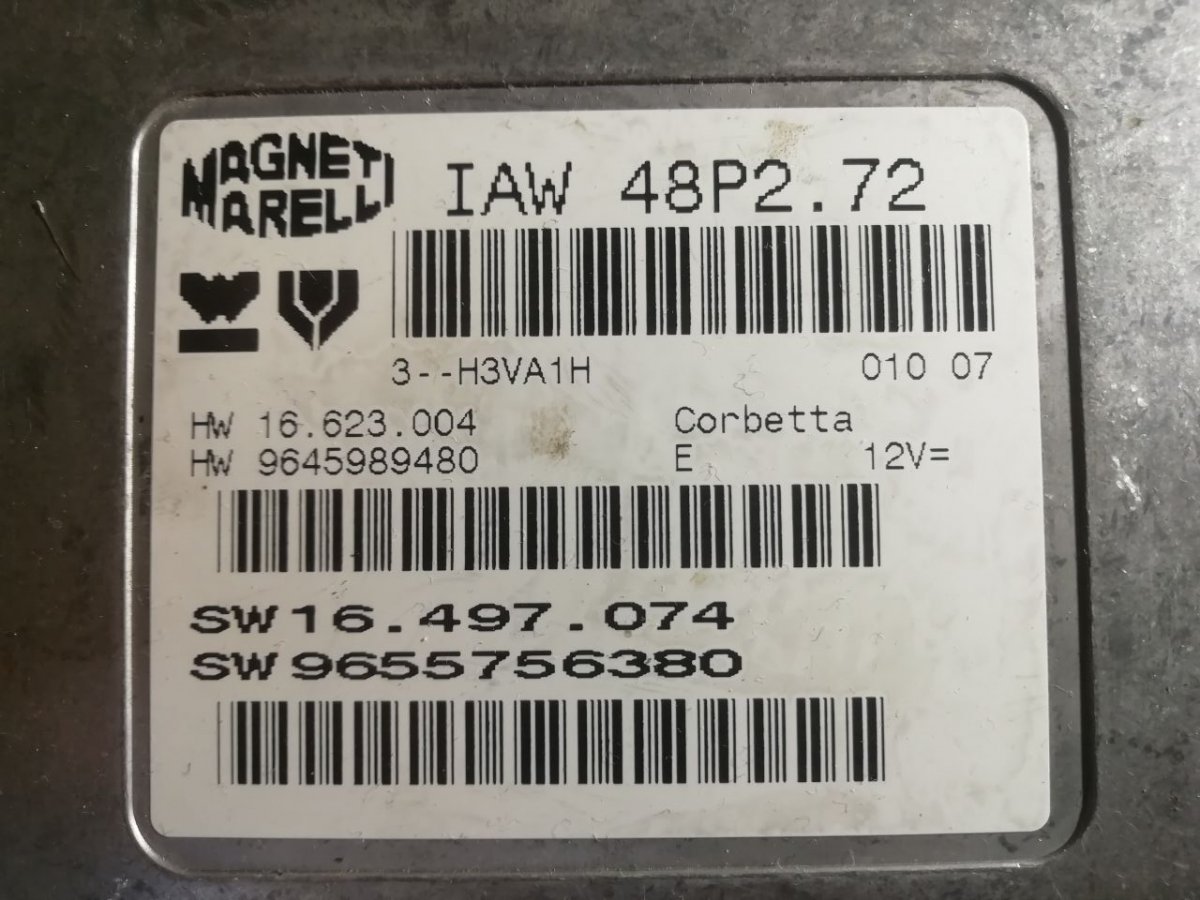 MAGNETI
MARELLI
IAW 48P2.72
3--H3VA1H 010 07
HW 16.623.004 Corbetta
HW 9645989480 E 12V=
SW16.497.074
SW9655756380